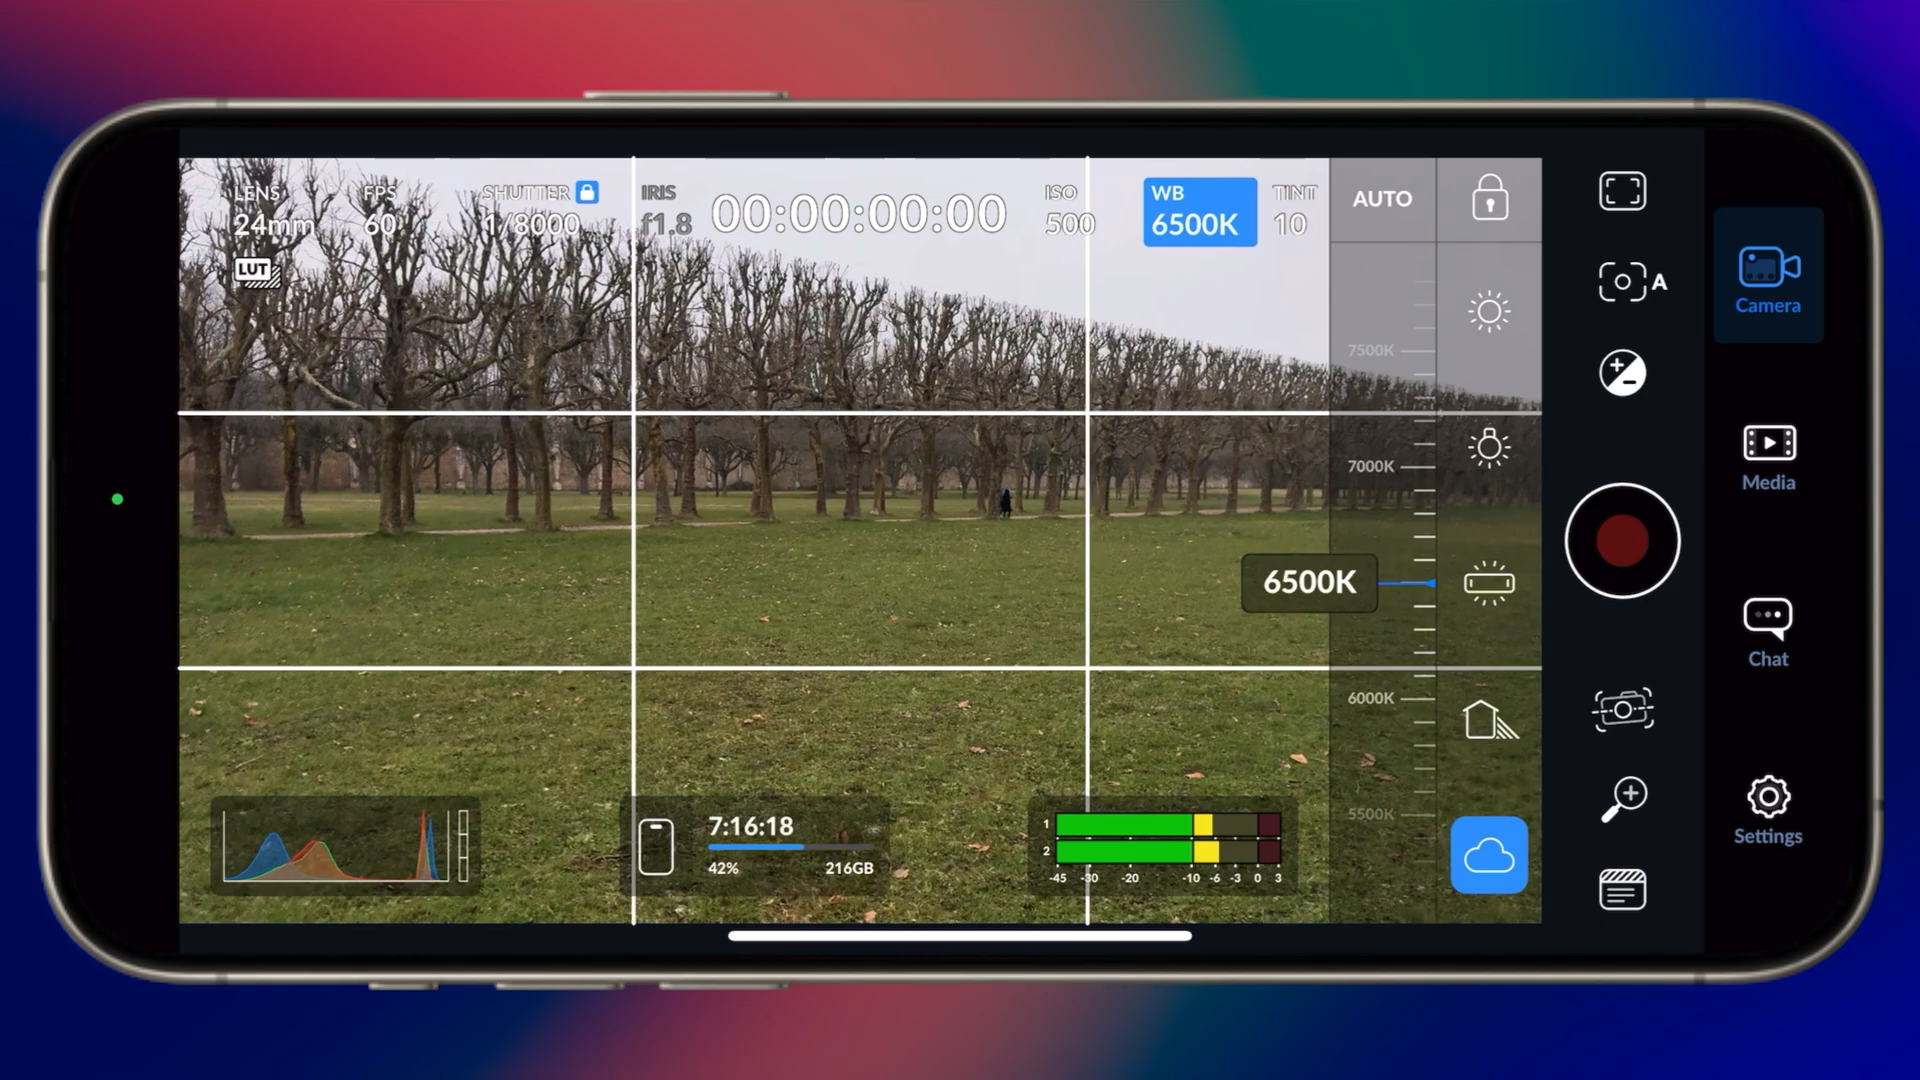 LENS
24mm
FPS
60
SHUTTER
1/8000
IRIS
f1.8
00:00:00:00
ISO
500
WB
6500K
TINT
10
AUTO
LUT
A
Camera
7500K
7000K
Media
6500K
Chat
6000K
5500K
Settings
7:16:18
42%
216GB
1
2
-45 -30 -20 -10 -6 -3 0 3